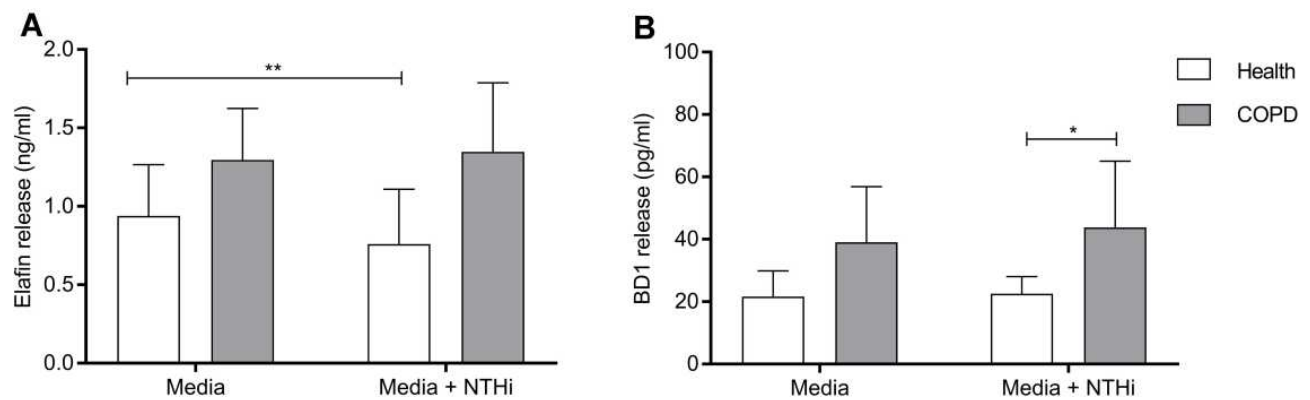 A
Elafin release (ng/ml)
2.0
1.5
1.0
0.5
0.0
**
Media
Media + NTHi
B
BD1 release (pg/ml)
100
80
60
40
20
0
*
Media
Media + NTHi
Health
COPD